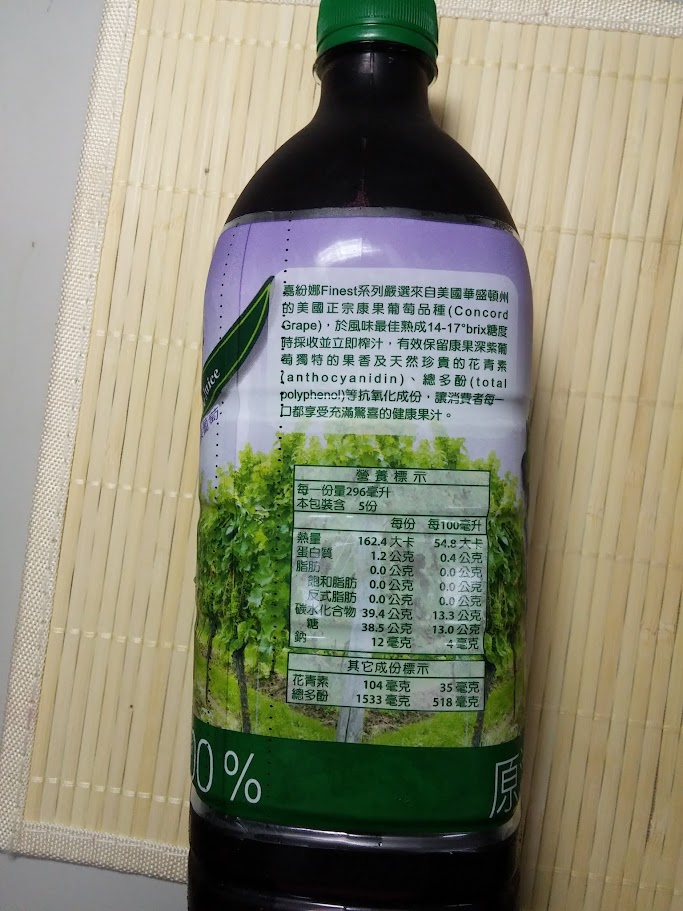 嘉紛娜Finest系列嚴選來自美國華盛頓州
的美國正宗康果葡萄品種(Concord
Grape)，於風味最佳熟成14-17°brix糖度
時採收並立即榨汁，有效保留康果深紫葡
萄獨特的果香及天然珍貴的花青素
(anthocyanidin)、總多酚(total
polyphenol)等抗氧化成份，讓消費者每一
口都享受充滿驚喜的健康果汁。
Juice
營養標示
每一份量296毫升
本包裝含 5份
每份 每100毫升
熱量 162.4 大卡 54.8 大卡
蛋白質 1.2 公克 0.4 公克
脂肪 0.0 公克 0.0 公克
飽和脂肪 0.0 公克 0.0 公克
反式脂肪 0.0 公克 0.0 公克
碳水化合物 39.4 公克 13.3 公克
糖 38.5 公克 13.0 公克
鈉 12 毫克 4 毫克
其它成份標示
花青素 104 毫克 35 毫克
總多酚 1533 毫克 518 毫克
00%
原